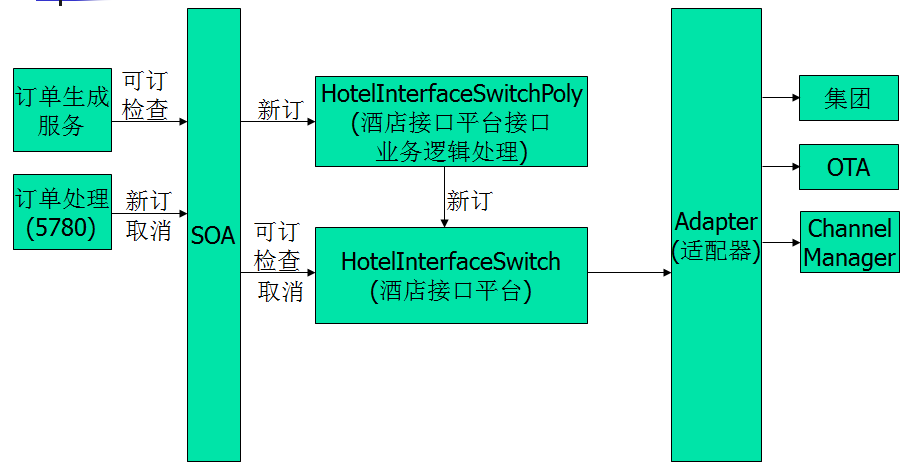 订单生成
服务
可订
检查
订单处理
(5780)
新订
取消
SOA
新订
可订
检查
取消
HotelInterfaceSwitchPoly
(酒店接口平台接口
业务逻辑处理)
新订
HotelInterfaceSwitch
(酒店接口平台)
Adapter
(适配器)
集团
OTA
Channel
Manager